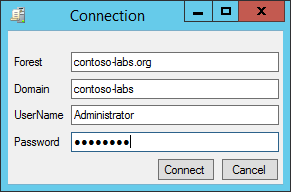 Connection
Forest contoso-labs.org
Domain contoso-labs
UserName Administrator
Password ●●●●●●●●
Connect Cancel